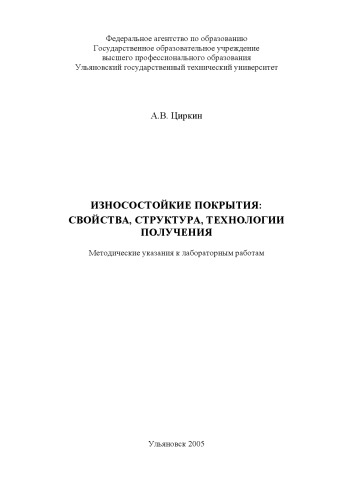 Федеральное агентство по образованию
Государственное образовательное учреждение
высшего профессионального образования
Ульяновский государственный технический университет
А.В. Циркин
ИЗНОСОСТОЙКИЕ ПОКРЫТИЯ:
СВОЙСТВА, СТРУКТУРА, ТЕХНОЛОГИИ
ПОЛУЧЕНИЯ
Методические указания к лабораторным работам
Ульяновск 2005